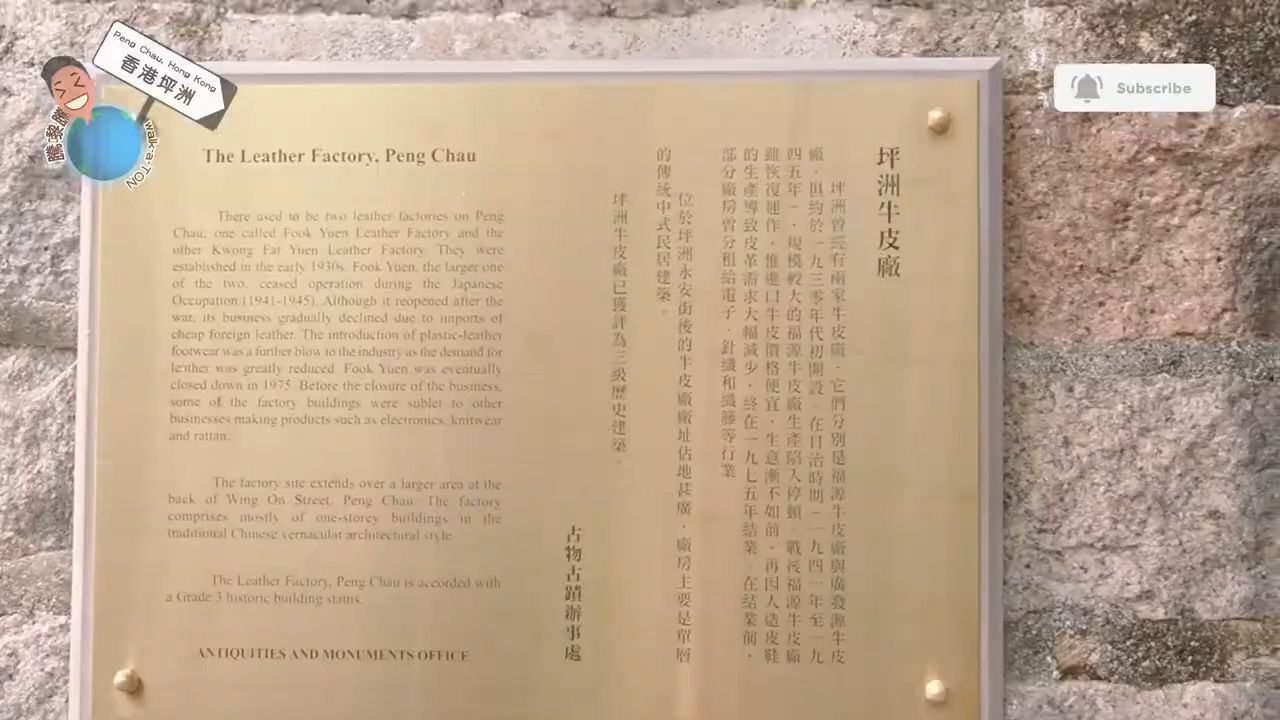 Peng Chau, Hong Kong
香港坪洲
騰黎勝
walk-a-TON
Subscribe
The Leather Factory, Peng Chau
There used to be two leather factories on Peng
Chau, one called Fook Yuen Leather Factory and the
other Kwong Fat Yuen Leather Factory. They were
established in the early 1930s. Fook Yuen, the larger one
of the two, ceased operation during the Japanese
Occupation (1941-1945). Although it reopened after the
war, its business gradually declined due to imports of
cheap foreign leather. The introduction of plastic-leather
footwear was a further blow to the industry as the demand for
leather was greatly reduced. Fook Yuen was eventually
closed down in 1975. Before the closure of the business,
some of the factory buildings were sublet to other
businesses making products such as electronics, knitwear
and rattan.
The factory site extends over a larger area at the
back of Wing On Street, Peng Chau. The factory
comprises mostly of one-storey buildings in the
traditional Chinese vernacular architectural style.
The Leather Factory, Peng Chau is accorded with
a Grade 3 historic building status.
ANTIQUITIES AND MONUMENTS OFFICE
坪洲牛皮廠
坪洲曾經有兩家牛皮廠，它們分別是福源牛皮廠與廣發源牛皮
廠，俱約於一九三零年代初開設。在日治時期（一九四一年至一九
四五年），規模較大的福源牛皮廠生產陷入停頓。戰後福源牛皮廠
雖恢復運作，惟進口牛皮價格便宜，生意漸不如前，再因人造皮鞋
的生產導致皮革需求大幅減少，終在一九七五年結業。在結業前，
部分廠房曾分租給電子、針織和織藤等行業
位於坪洲永安街後的牛皮廠廠址佔地甚廣、廠房主要是單層
的傳統中式民居建築。
坪洲牛皮廠已獲評為三級歷史建築。
古物古蹟辦事處